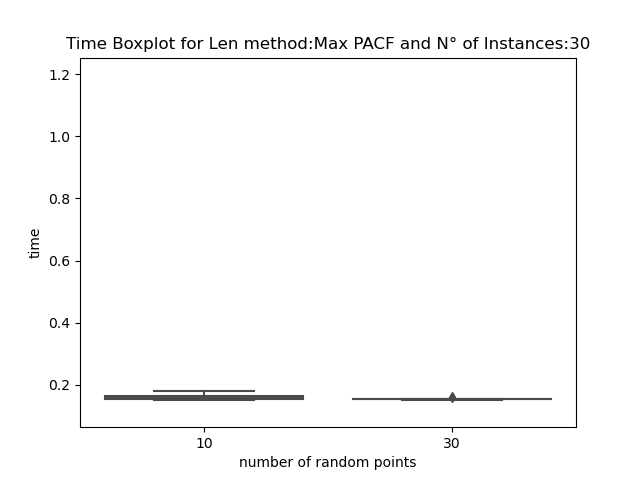 Time Boxplot for Len method:Max PACF and N° of Instances:30
1.2
1.0
0.8
0.6
0.4
0.2
time
10 30
number of random points